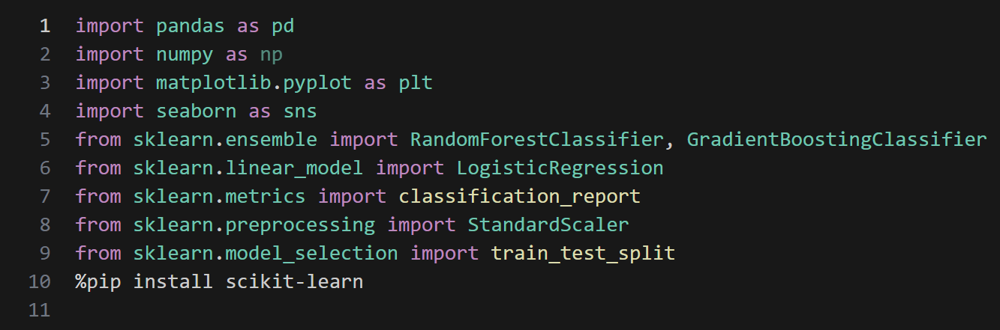 1 import pandas as pd
2 import numpy as np
3 import matplotlib.pyplot as plt
4 import seaborn as sns
5 from sklearn.ensemble import RandomForestClassifier, GradientBoostingClassifier
6 from sklearn.linear_model import LogisticRegression
7 from sklearn.metrics import classification_report
8 from sklearn.preprocessing import StandardScaler
9 from sklearn.model_selection import train_test_split
10 %pip install scikit-learn
11